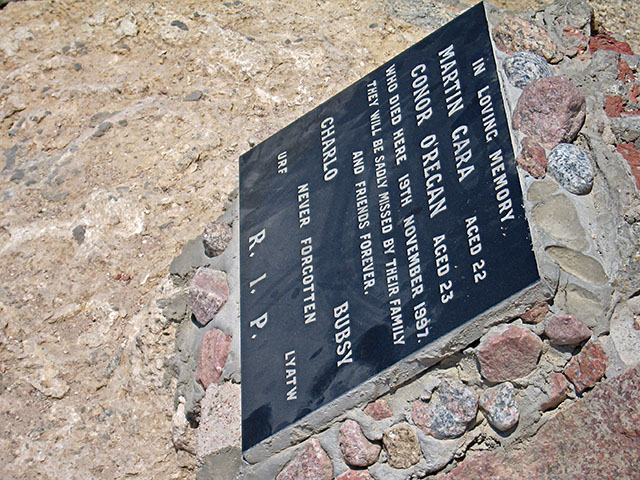 IN LOVING MEMORY
MARTIN GARA AGED 22
CONOR O'REGAN AGED 23
WHO DIED HERE 19TH NOVEMBER 1997.
THEY WILL BE SADLY MISSED BY THEIR FAMILY
AND FRIENDS FOREVER.
CHARLO BUBSY
NEVER FORGOTTEN
URF LYATW
R. I. P.